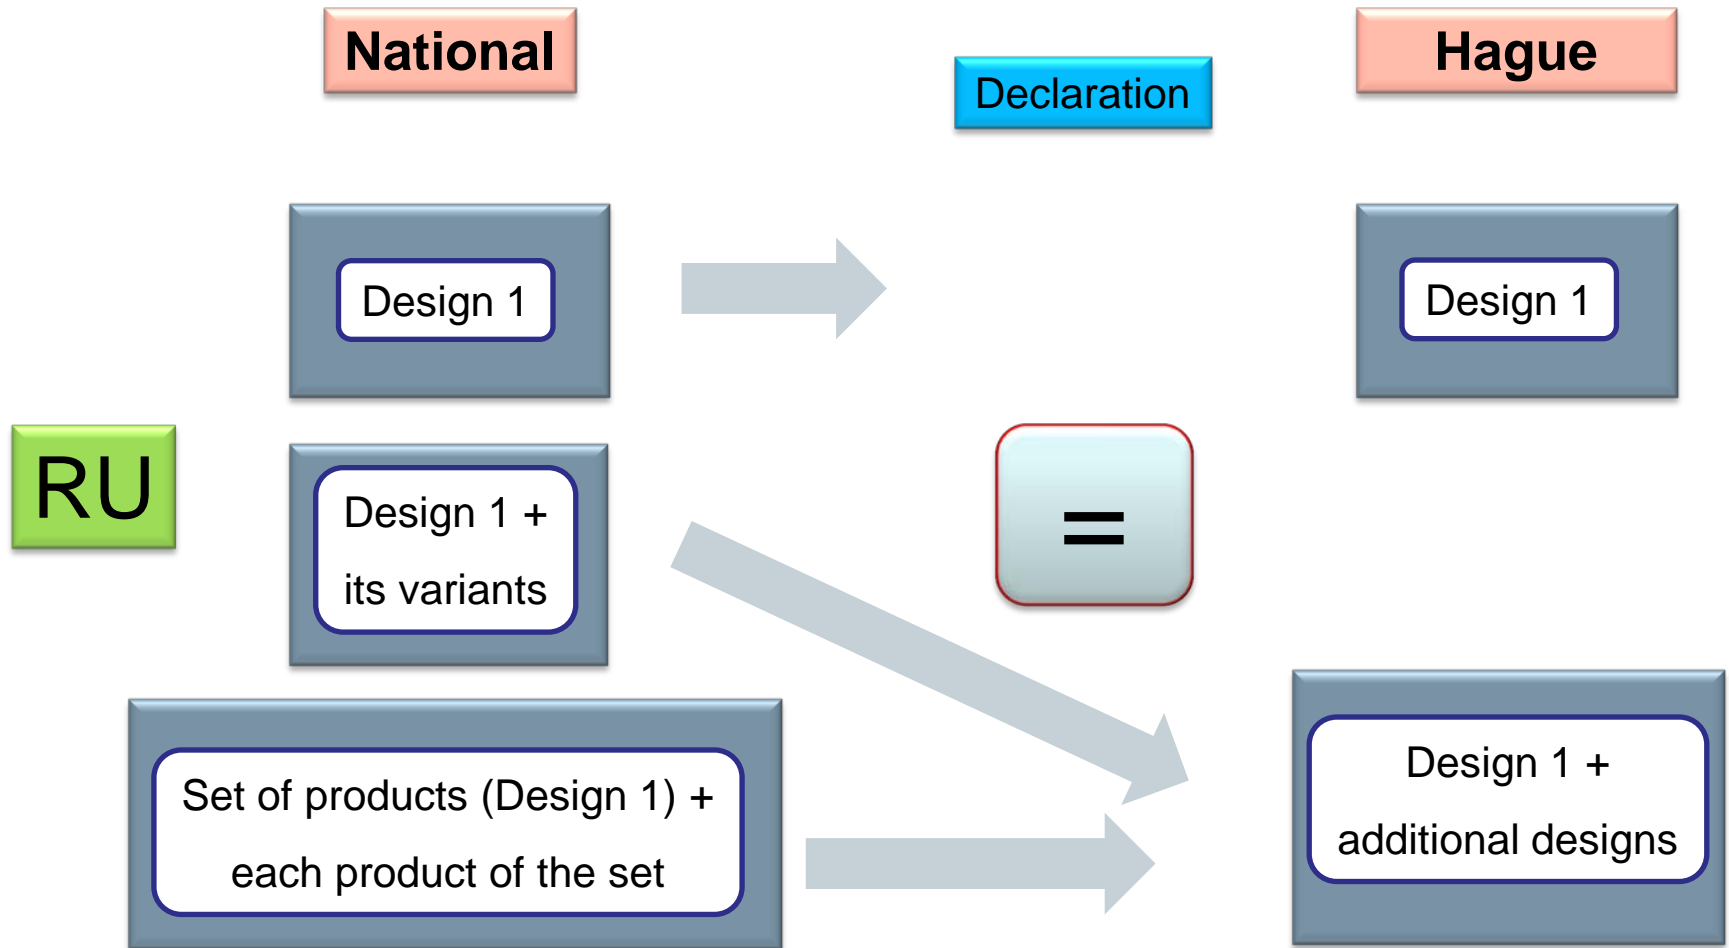 National
Declaration
Hague
Design 1
Design 1
RU
Design 1 +
its variants
=
Set of products (Design 1) +
each product of the set
Design 1 +
additional designs